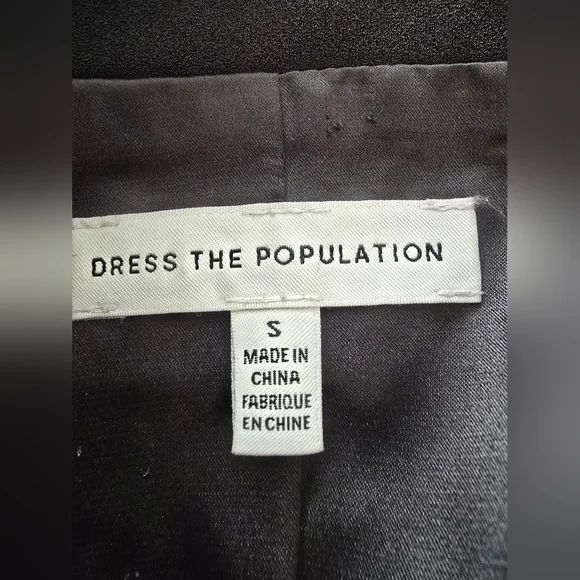 DRESS THE POPULATION
S
MADE IN
CHINA
FABRIQUE
EN CHINE